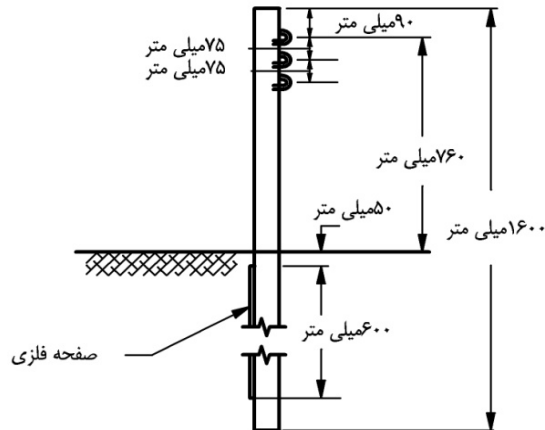 ۹۰میلی متر
۷۵میلی متر
۷۵میلی متر
۷۶۰میلی متر
۵۰میلی متر
۱۶۰۰میلی متر
۶۰۰میلی متر
صفحه فلزی